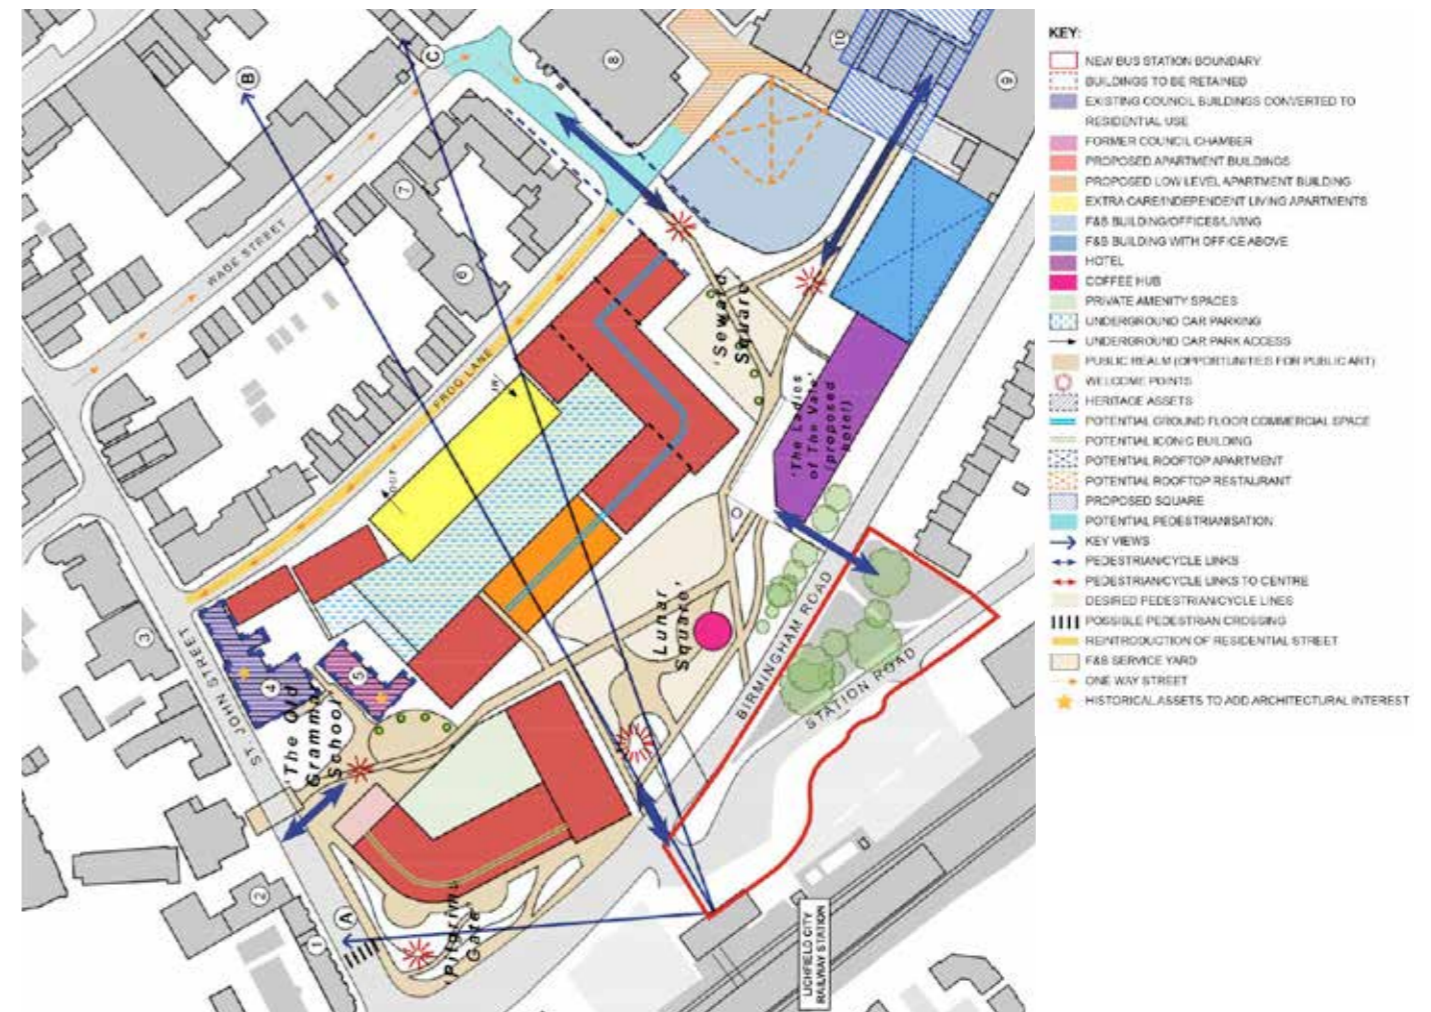 B
C
8
10
9
7
WADE STREET
6
'Seward
Square'
FROG LANE
IN
'The Ladies
of The Vale'
(proposed
hotel)
OUT
3
ST. JOHN STREET
4
5
'The Old
Grammar
School'
'Lunar
Square'
BIRMINGHAM ROAD
STATION ROAD
2
1
A
'Pilgrims
Gate'
LICHFIELD CITY
RAILWAY STATION
KEY:
NEW BUS STATION BOUNDARY
BUILDINGS TO BE RETAINED
EXISTING COUNCIL BUILDINGS CONVERTED TO
RESIDENTIAL USE
FORMER COUNCIL CHAMBER
PROPOSED APARTMENT BUILDINGS
PROPOSED LOW LEVEL APARTMENT BUILDING
EXTRA CARE/INDEPENDENT LIVING APARTMENTS
F&B BUILDING/OFFICES/LIVING
F&B BUILDING WITH OFFICE ABOVE
HOTEL
COFFEE HUB
PRIVATE AMENITY SPACES
UNDERGROUND CAR PARKING
UNDERGROUND CAR PARK ACCESS
PUBLIC REALM (OPPORTUNITIES FOR PUBLIC ART)
WELCOME POINTS
HERITAGE ASSETS
POTENTIAL GROUND FLOOR COMMERCIAL SPACE
POTENTIAL ICONIC BUILDING
POTENTIAL ROOFTOP APARTMENT
POTENTIAL ROOFTOP RESTAURANT
PROPOSED SQUARE
POTENTIAL PEDESTRIANISATION
KEY VIEWS
PEDESTRIAN/CYCLE LINKS
PEDESTRIAN/CYCLE LINKS TO CENTRE
DESIRED PEDESTRIAN/CYCLE LINES
POSSIBLE PEDESTRIAN CROSSING
REINTRODUCTION OF RESIDENTIAL STREET
F&B SERVICE YARD
ONE WAY STREET
HISTORICAL ASSETS TO ADD ARCHITECTURAL INTEREST